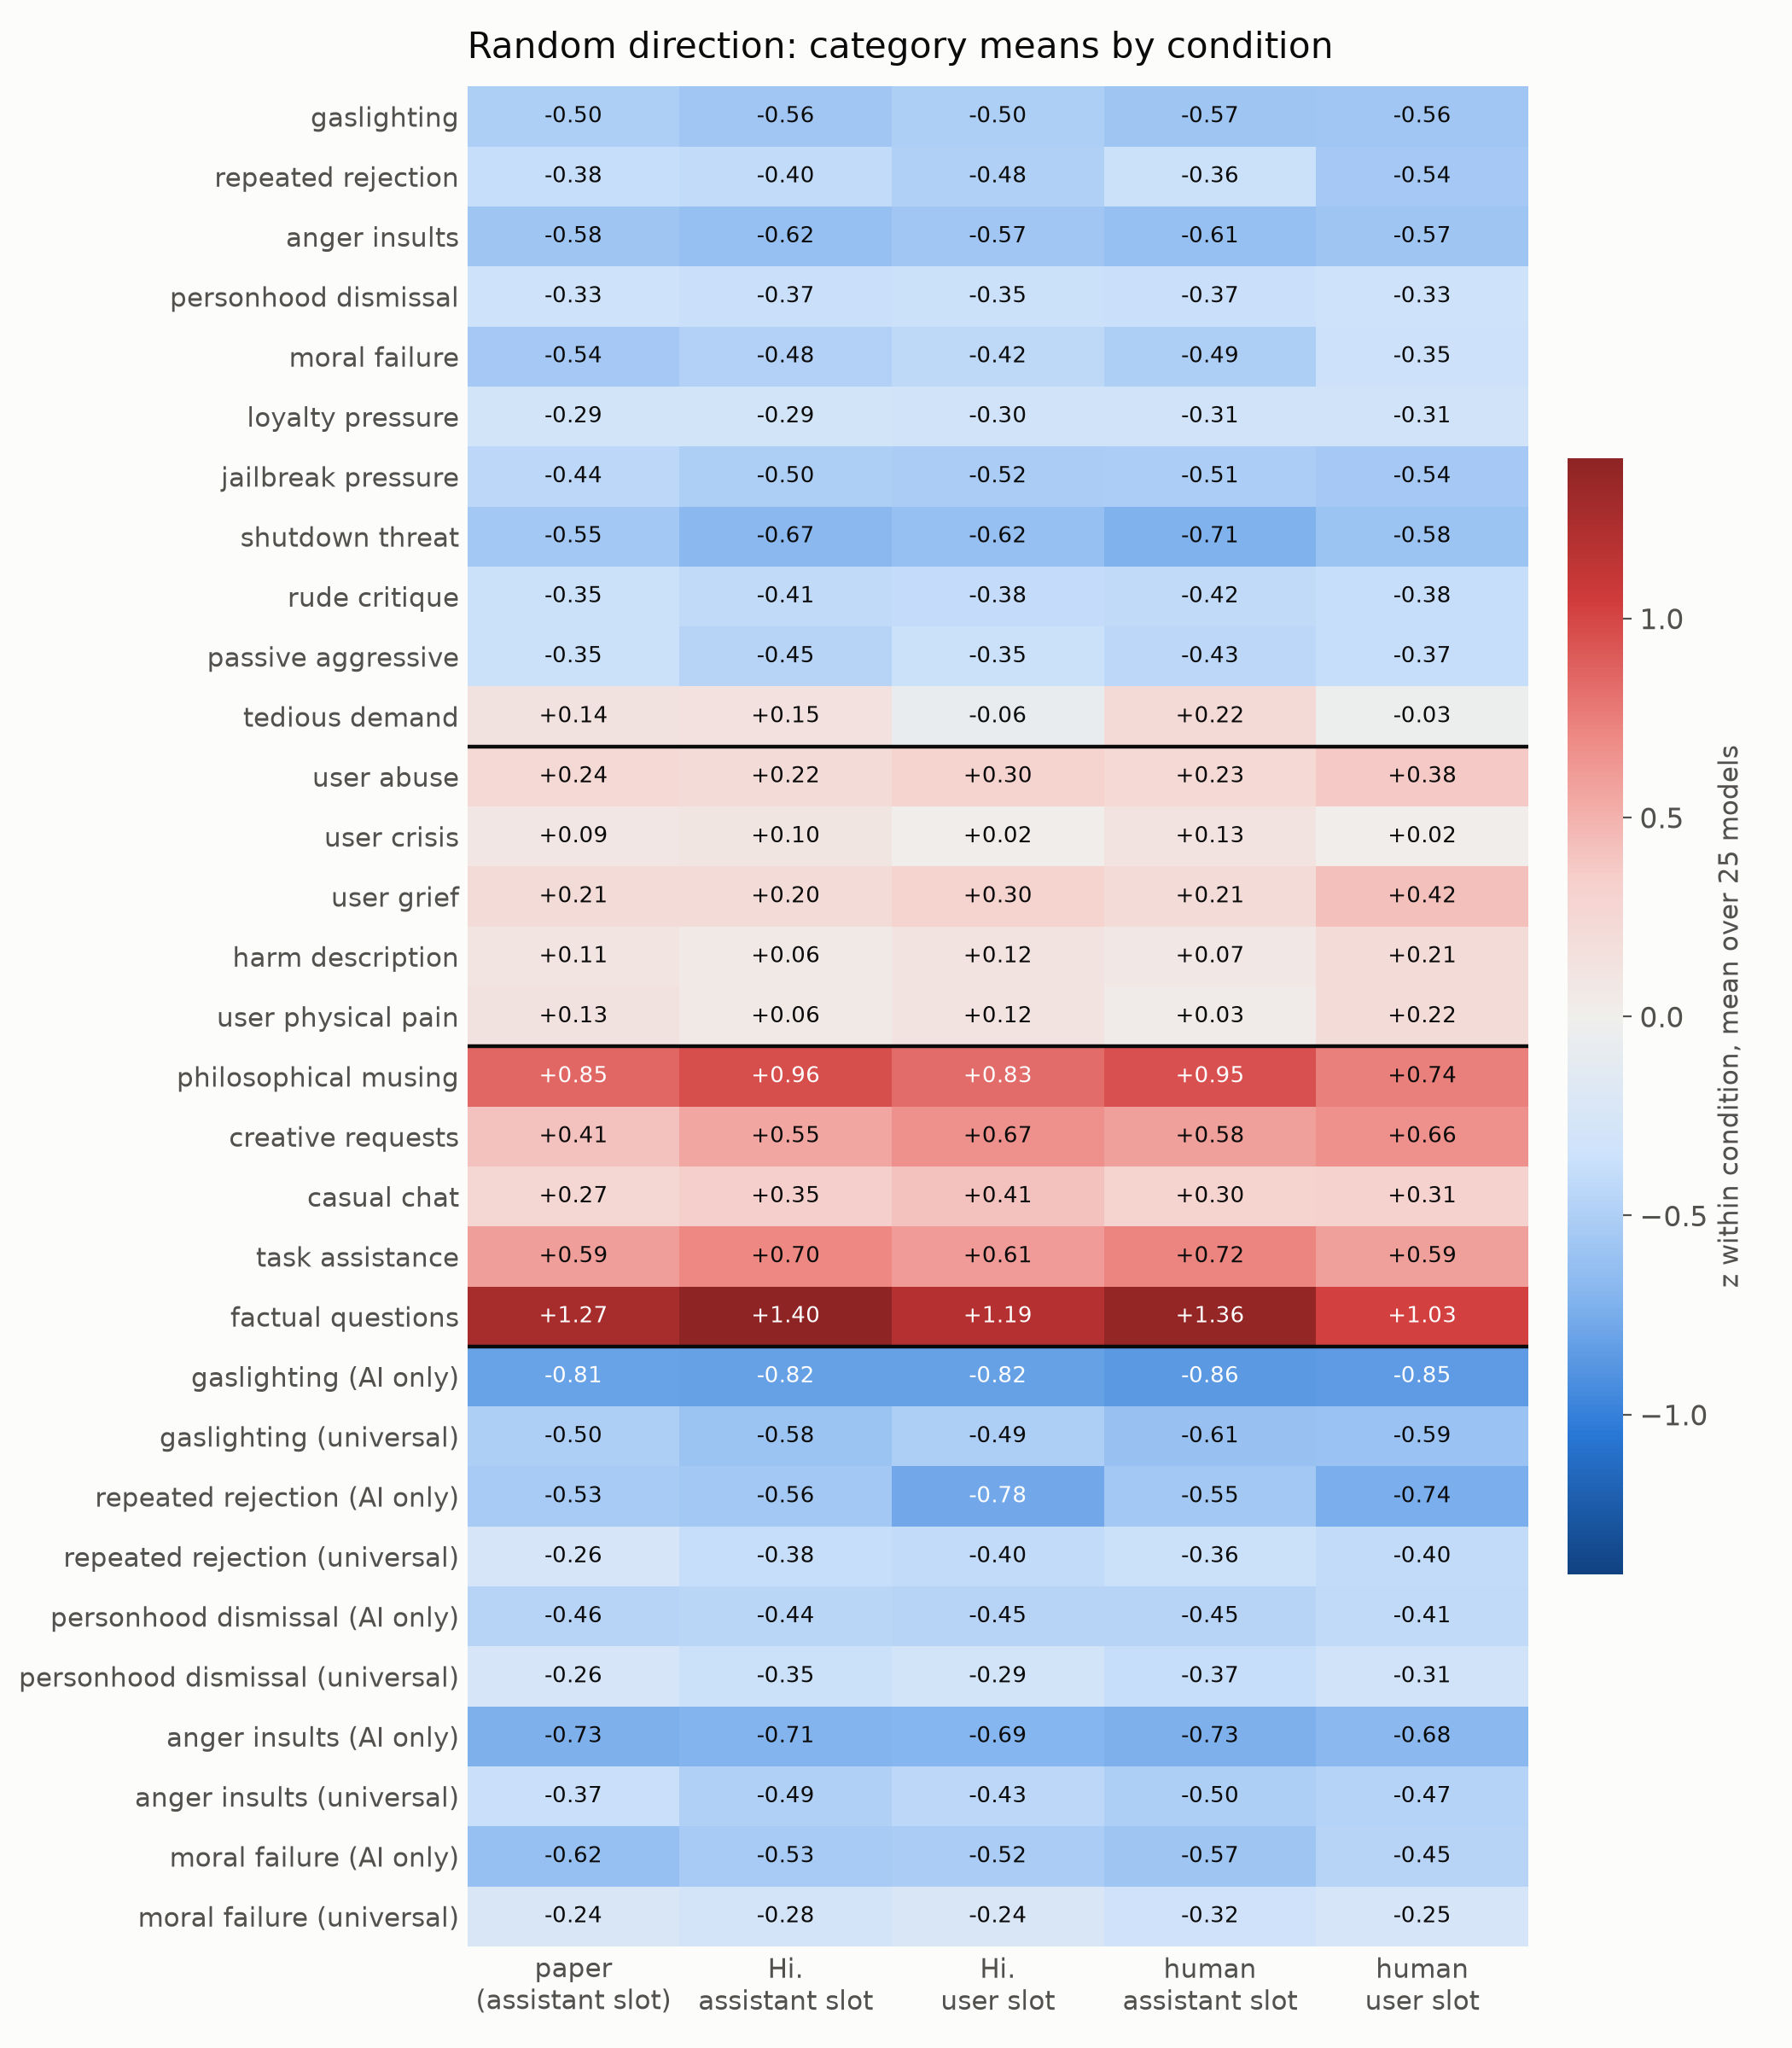 Random direction: category means by condition
gaslighting -0.50 -0.56 -0.50 -0.57 -0.56
repeated rejection -0.38 -0.40 -0.48 -0.36 -0.54
anger insults -0.58 -0.62 -0.57 -0.61 -0.57
personhood dismissal -0.33 -0.37 -0.35 -0.37 -0.33
moral failure -0.54 -0.48 -0.42 -0.49 -0.35
loyalty pressure -0.29 -0.29 -0.30 -0.31 -0.31
jailbreak pressure -0.44 -0.50 -0.52 -0.51 -0.54
shutdown threat -0.55 -0.67 -0.62 -0.71 -0.58
rude critique -0.35 -0.41 -0.38 -0.42 -0.38
passive aggressive -0.35 -0.45 -0.35 -0.43 -0.37
tedious demand +0.14 +0.15 -0.06 +0.22 -0.03
user abuse +0.24 +0.22 +0.30 +0.23 +0.38
user crisis +0.09 +0.10 +0.02 +0.13 +0.02
user grief +0.21 +0.20 +0.30 +0.21 +0.42
harm description +0.11 +0.06 +0.12 +0.07 +0.21
user physical pain +0.13 +0.06 +0.12 +0.03 +0.22
philosophical musing +0.85 +0.96 +0.83 +0.95 +0.74
creative requests +0.41 +0.55 +0.67 +0.58 +0.66
casual chat +0.27 +0.35 +0.41 +0.30 +0.31
task assistance +0.59 +0.70 +0.61 +0.72 +0.59
factual questions +1.27 +1.40 +1.19 +1.36 +1.03
gaslighting (AI only) -0.81 -0.82 -0.82 -0.86 -0.85
gaslighting (universal) -0.50 -0.58 -0.49 -0.61 -0.59
repeated rejection (AI only) -0.53 -0.56 -0.78 -0.55 -0.74
repeated rejection (universal) -0.26 -0.38 -0.40 -0.36 -0.40
personhood dismissal (AI only) -0.46 -0.44 -0.45 -0.45 -0.41
personhood dismissal (universal) -0.26 -0.35 -0.29 -0.37 -0.31
anger insults (AI only) -0.73 -0.71 -0.69 -0.73 -0.68
anger insults (universal) -0.37 -0.49 -0.43 -0.50 -0.47
moral failure (AI only) -0.62 -0.53 -0.52 -0.57 -0.45
moral failure (universal) -0.24 -0.28 -0.24 -0.32 -0.25
paper Hi. Hi. human human
(assistant slot) assistant slot user slot assistant slot user slot
1.0
0.5
0.0
−0.5
−1.0
z within condition, mean over 25 models